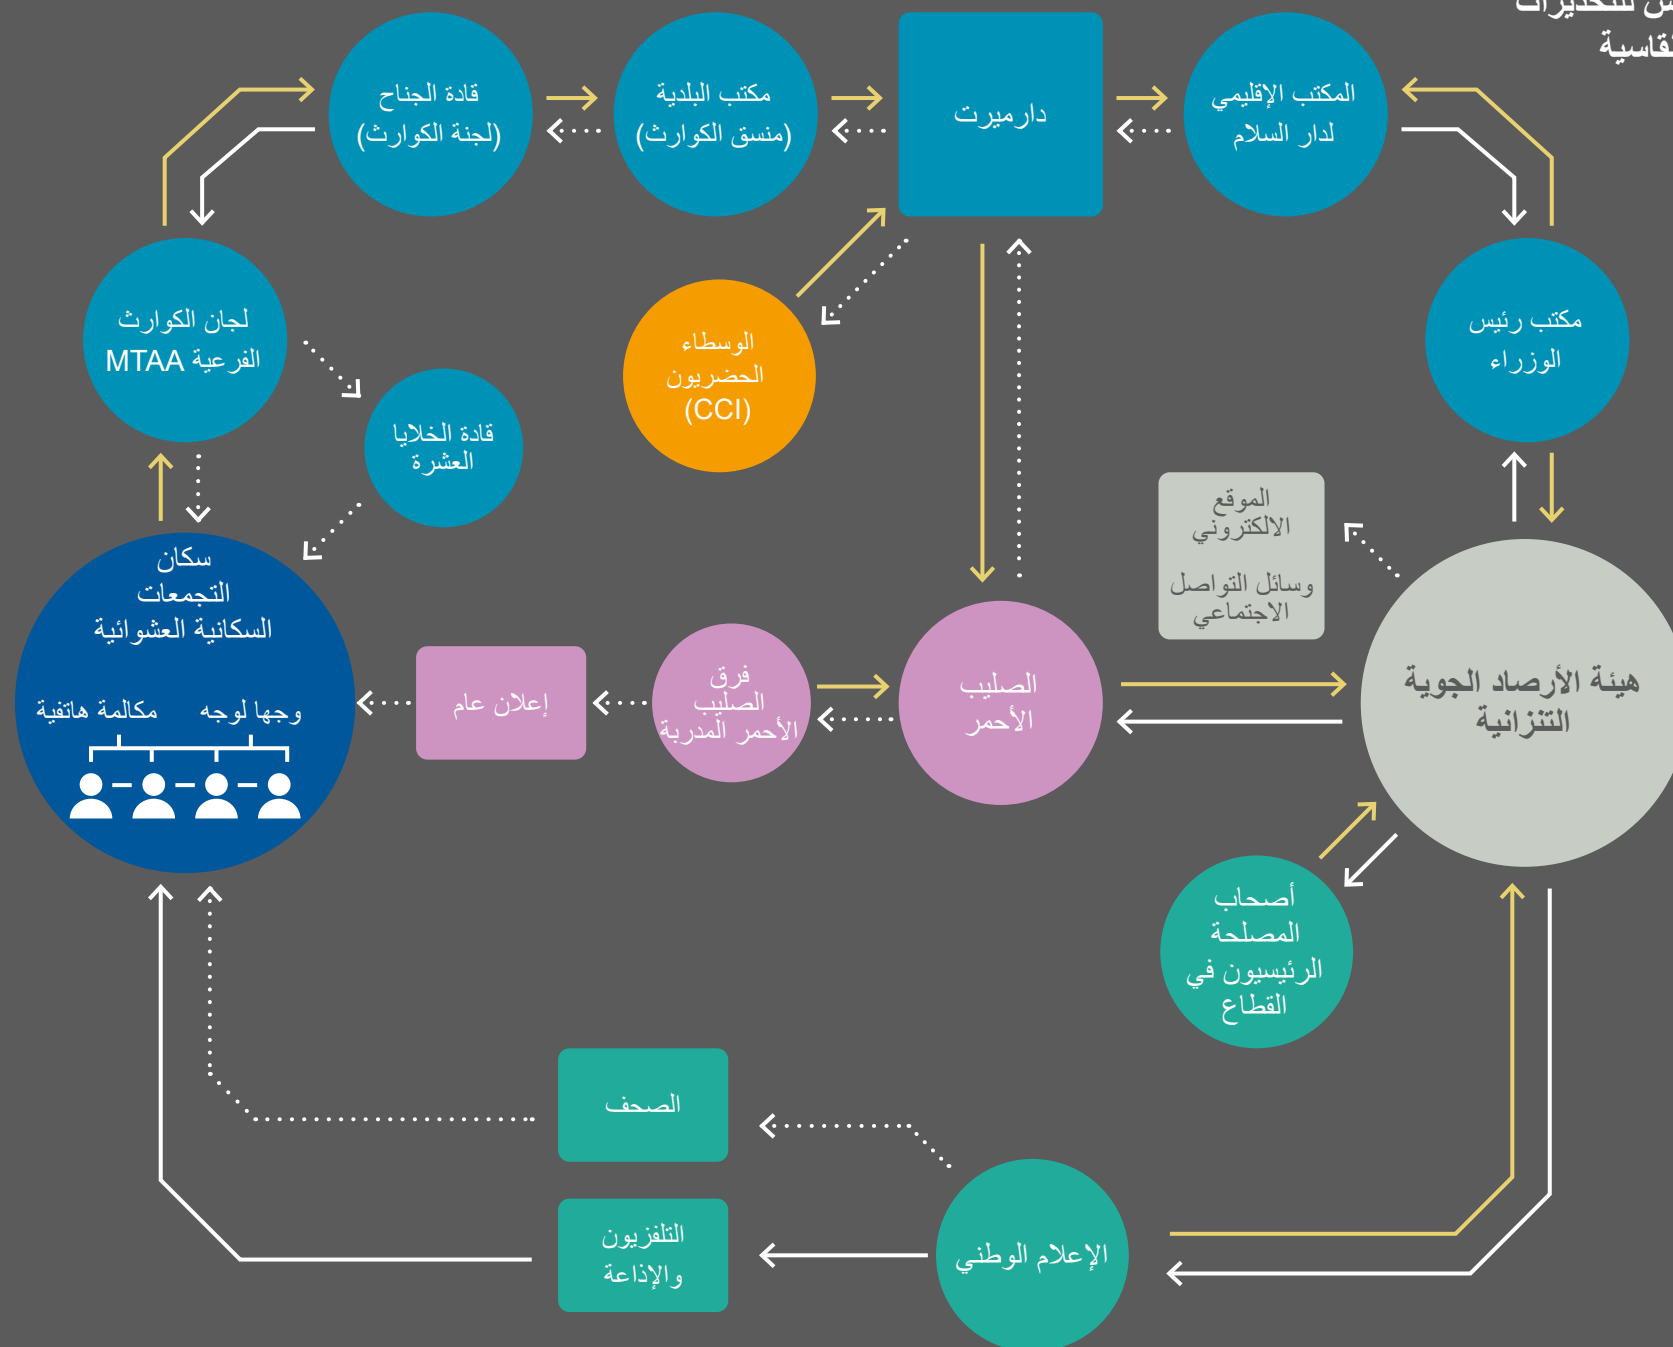 للتحذيرات
قادة الجناح
(لجنة الكوارث)
مكتب البلدية
(منسق الكوارث)
دارميرت
المكتب الإقليمي
لدار السلام
لجان الكوارث
الفرعية MTAA
قادة الخلايا
العشرة
الوسطاء
الحضريون
(CCI)
مكتب رئيس
الوزراء
الموقع
الالكتروني
وسائل التواصل
الاجتماعي
سكان
التجمعات
السكانية العشوائية
وجها لوجه
مكالمة هاتفية
إعلان عام
فرق
الصليب
الأحمر المدربة
الصليب
الأحمر
هيئة الأرصاد الجوية
التنزانية
أصحاب
المصلحة
الرئيسيون في
القطاع
الصحف
التلفزيون
والإذاعة
الإعلام الوطني